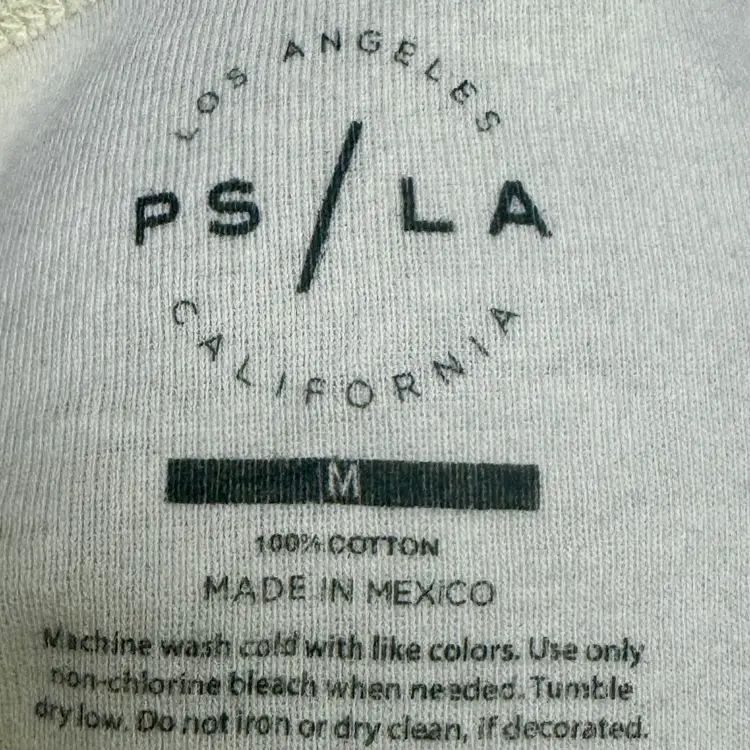 LOS ANGELES
PS/LA
CALIFORNIA
M
100% COTTON
MADE IN MEXICO
Machine wash cold with like colors. Use only
non-chlorine bleach when needed. Tumble
dry low. Do not iron or dry clean, if decorated.